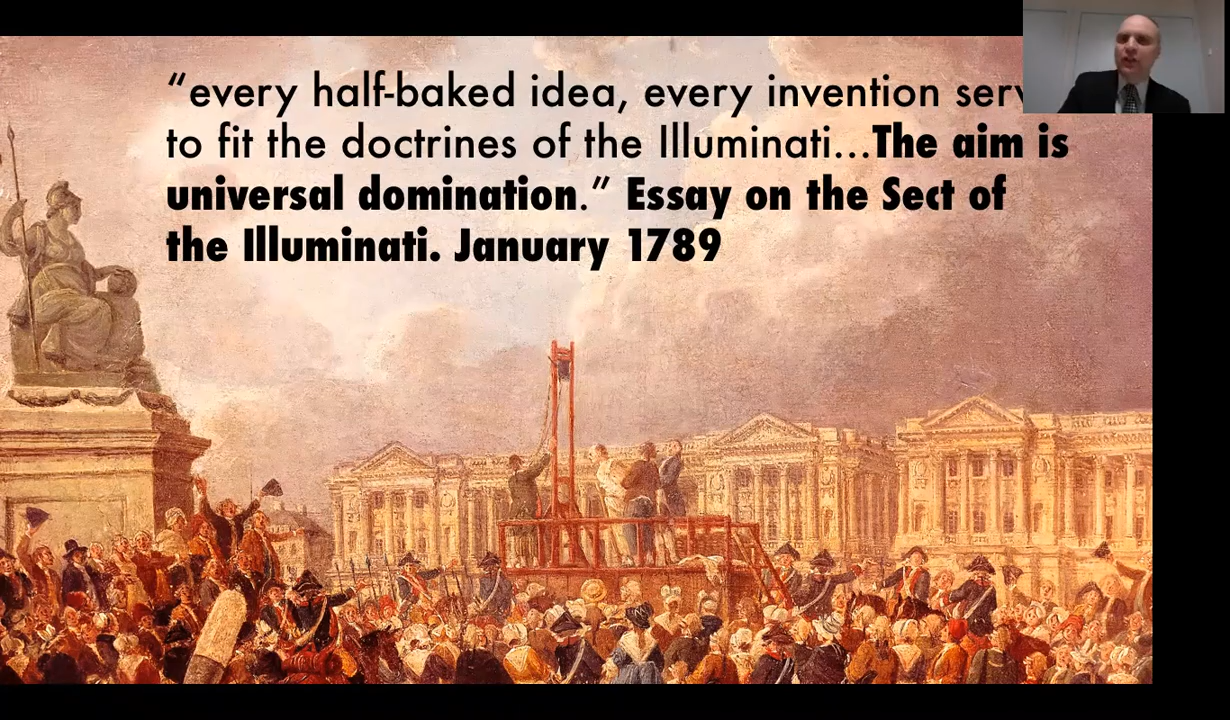 “every half-baked idea, every invention
to fit the doctrines of the Illuminati...The aim is
universal domination.” Essay on the Sect of
the Illuminati. January 1789